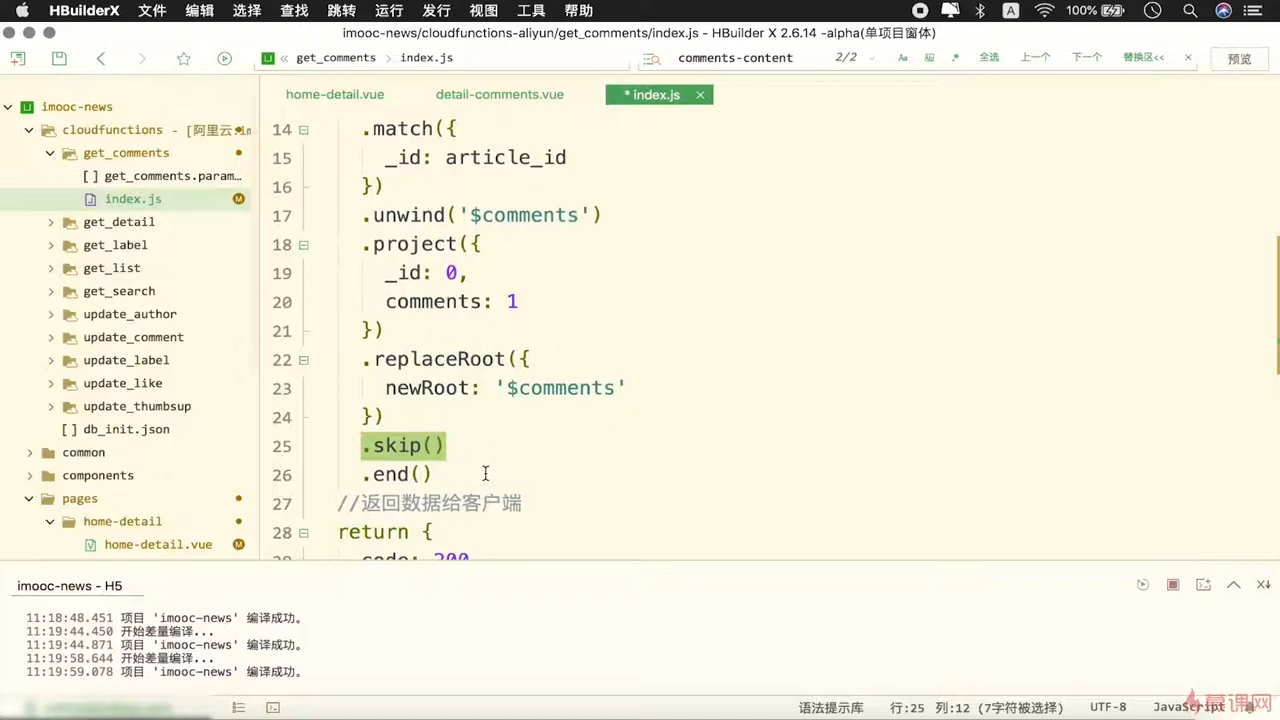 HBuilderX 文件 编辑 选择 查找 跳转 运行 发行 视图 工具 帮助 A 100%
imooc-news/cloudfunctions-aliyun/get_comments/index.js - HBuilder X 2.6.14 -alpha(单项目窗体)
get_comments index.js comments-content 2/2 Aa 全选 上一个 下一个 替换区<< 预览
home-detail.vue detail-comments.vue * index.js
imooc-news
cloudfunctions - [阿里云:im
get_comments
[ ] get_comments.param...
index.js M
get_detail
get_label
get_list
get_search
update_author
update_comment
update_label
update_like
update_thumbsup
[ ] db_init.json
common
components
pages
home-detail
home-detail.vue M
14 .match({
15 _id: article_id
16 })
17 .unwind('$comments')
18 .project({
19 _id: 0,
20 comments: 1
21 })
22 .replaceRoot({
23 newRoot: '$comments'
24 })
25 .skip()
26 .end()
27 //返回数据给客户端
28 return {
code: 200
imooc-news - H5
11:18:48.451 项目 'imooc-news' 编译成功。
11:19:44.450 开始差量编译...
11:19:44.871 项目 'imooc-news' 编译成功。
11:19:58.644 开始差量编译...
11:19:59.078 项目 'imooc-news' 编译成功。
语法提示库 行:25 列:12 (7字符被选择) UTF-8 JavaScript
慕课网